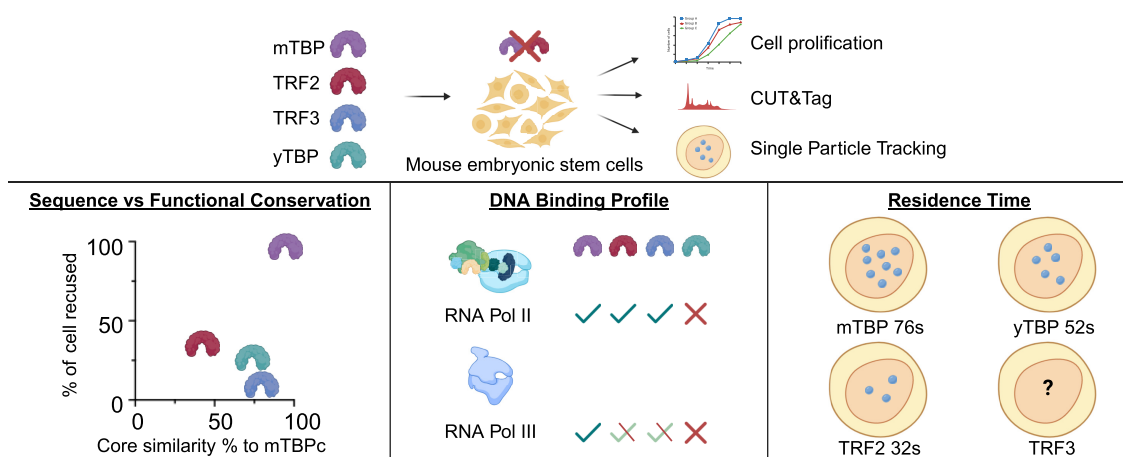 mTBP
TRF2
TRF3
yTBP
Mouse embryonic stem cells
Cell prolification
CUT&Tag
Single Particle Tracking
Sequence vs Functional Conservation
% of cell recused
100
50
0
0
50
100
Core similarity % to mTBPc
DNA Binding Profile
RNA Pol II
RNA Pol III
Residence Time
mTBP 76s
yTBP 52s
TRF2 32s
?
TRF3